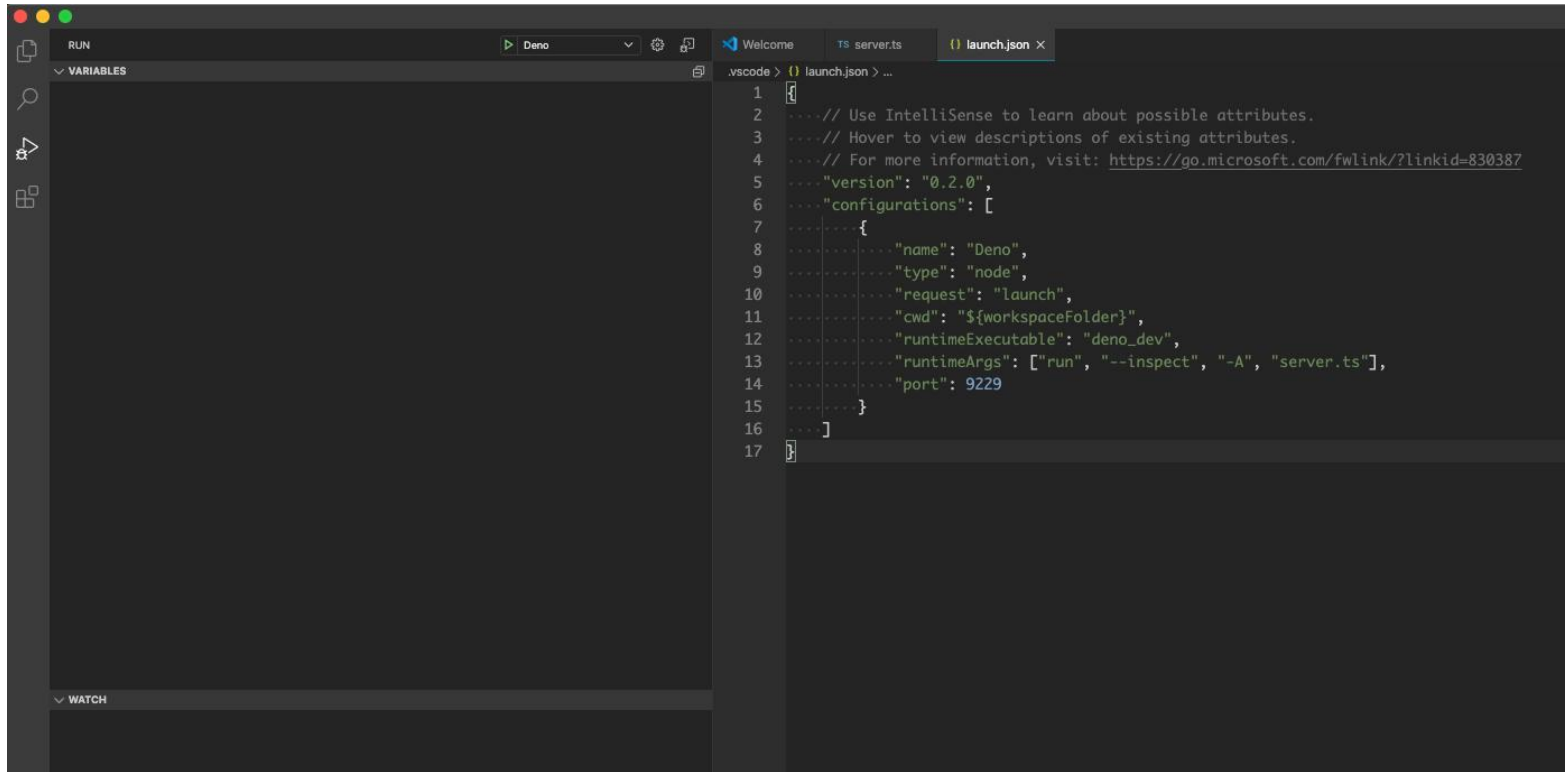 RUN
Deno
VARIABLES
WATCH
Welcome
TS server.ts
{} launch.json ×
.vscode > {} launch.json > ...
1 {
2 // Use IntelliSense to learn about possible attributes.
3 // Hover to view descriptions of existing attributes.
4 // For more information, visit: https://go.microsoft.com/fwlink/?linkid=830387
5 "version": "0.2.0",
6 "configurations": [
7 {
8 "name": "Deno",
9 "type": "node",
10 "request": "launch",
11 "cwd": "${workspaceFolder}",
12 "runtimeExecutable": "deno_dev",
13 "runtimeArgs": ["run", "--inspect", "-A", "server.ts"],
14 "port": 9229
15 }
16 ]
17 }